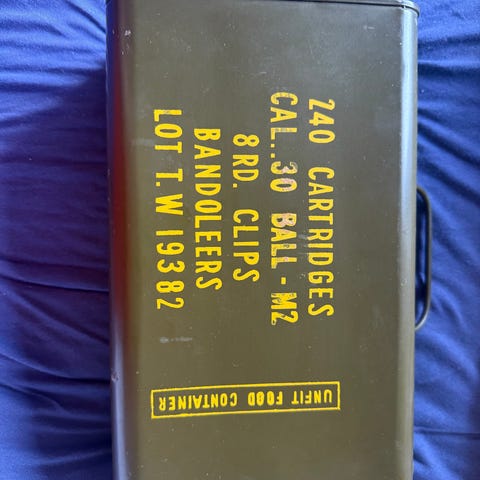 240 CARTRIDGES
CAL..30 BALL - M2
8 RD. CLIPS
BANDOLEERS
LOT T.W 19382
UNFIT FOOD CONTAINER